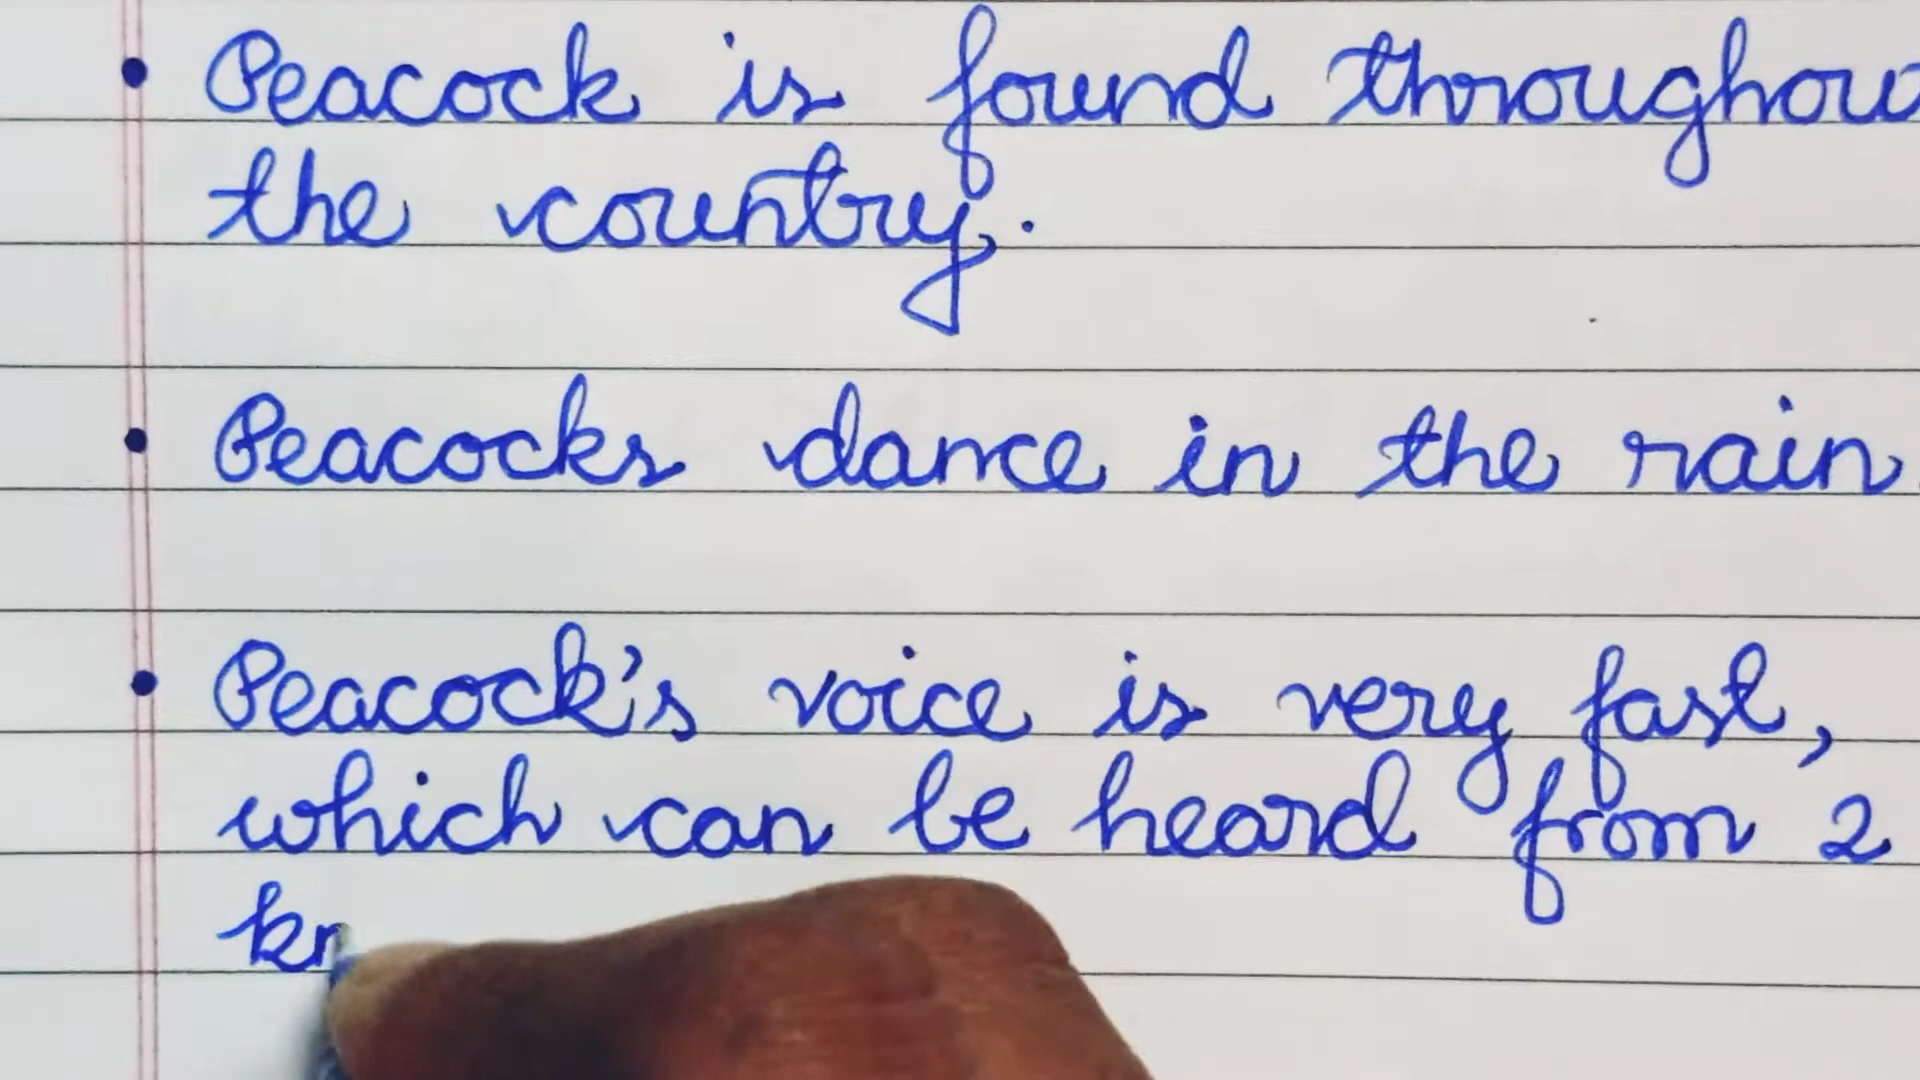 • Peacock is found throughou
the country.
• Peacocks dance in the rain.
• Peacock's voice is very fast,
which can be heard from 2